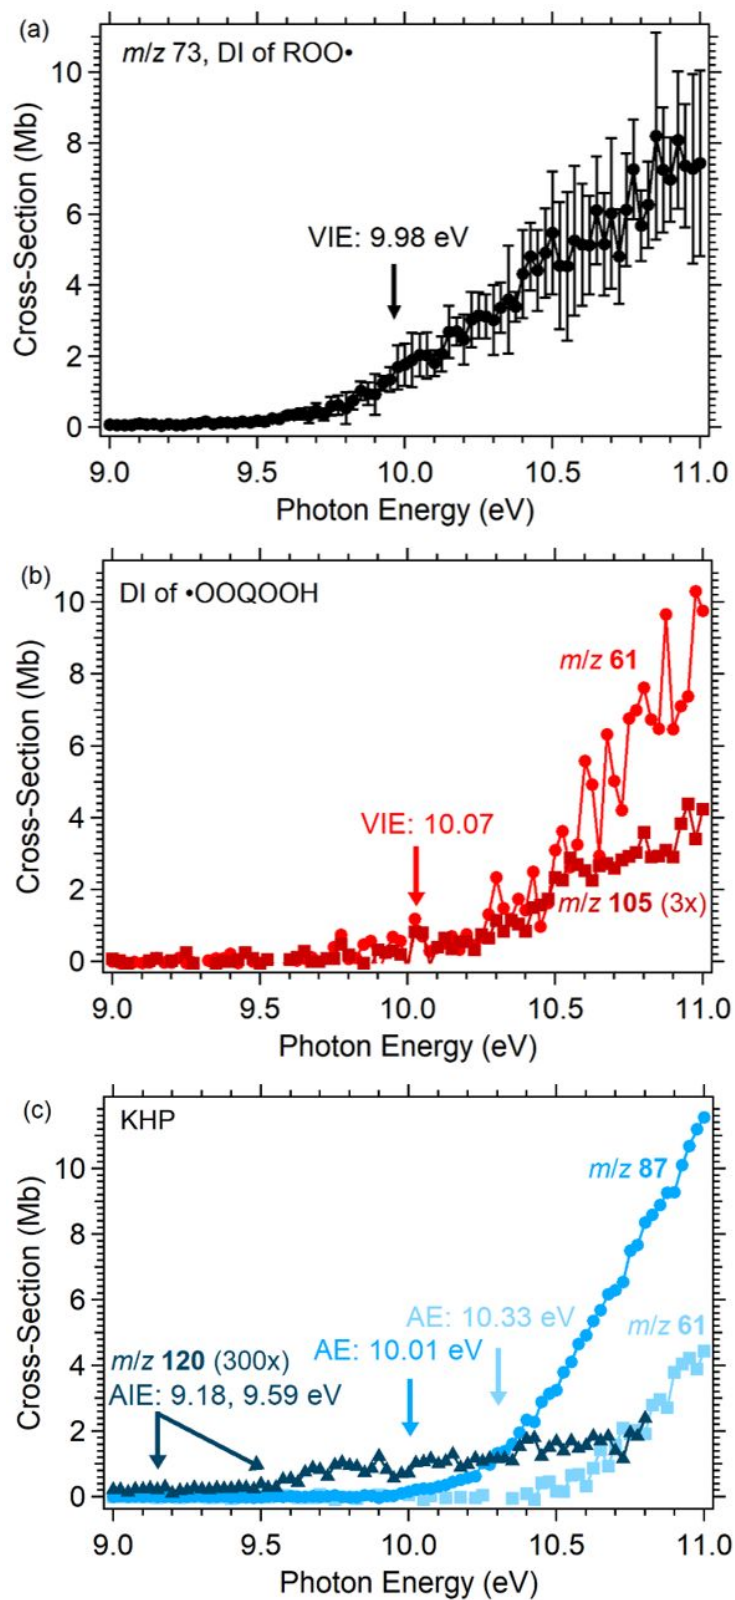 (a)
m/z 73, DI of ROO•
VIE: 9.98 eV
Cross-Section (Mb)
10
8
6
4
2
0
9.0 9.5 10.0 10.5 11.0
Photon Energy (eV)
(b)
DI of •OOQOOH
m/z 61
VIE: 10.07
m/z 105 (3x)
Cross-Section (Mb)
10
8
6
4
2
0
9.0 9.5 10.0 10.5 11.0
Photon Energy (eV)
(c)
KHP
m/z 87
AE: 10.33 eV
m/z 61
AE: 10.01 eV
m/z 120 (300x)
AIE: 9.18, 9.59 eV
Cross-Section (Mb)
10
8
6
4
2
0
9.0 9.5 10.0 10.5 11.0
Photon Energy (eV)